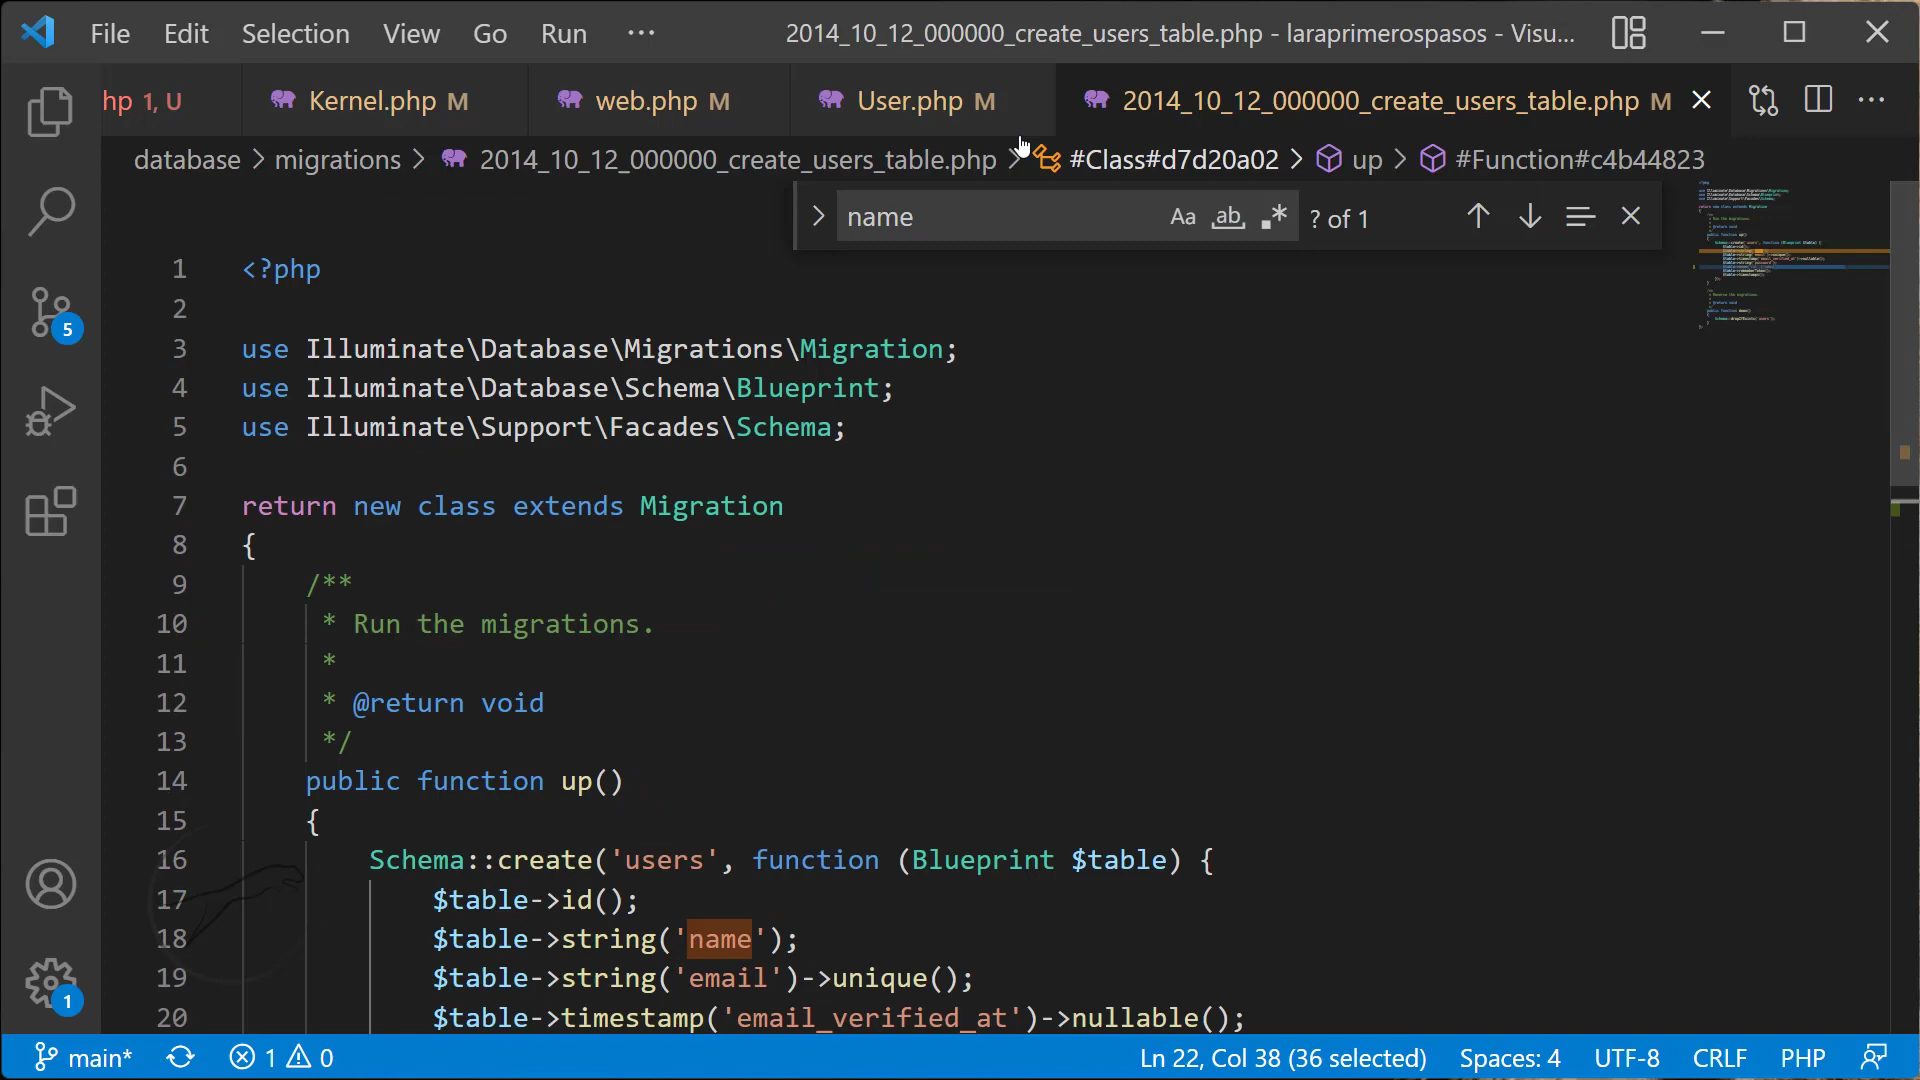 File Edit Selection View Go Run ··· 2014_10_12_000000_create_users_table.php - laraprimerospasos - Visu...
hp 1, U Kernel.php M web.php M User.php M 2014_10_12_000000_create_users_table.php M
database > migrations > 2014_10_12_000000_create_users_table.php > #Class#d7d20a02 > up > #Function#c4b44823
name Aa ab ? of 1
1 <?php
2
3 use Illuminate\Database\Migrations\Migration;
4 use Illuminate\Database\Schema\Blueprint;
5 use Illuminate\Support\Facades\Schema;
6
7 return new class extends Migration
8 {
9 /**
10 * Run the migrations.
11 *
12 * @return void
13 */
14 public function up()
15 {
16 Schema::create('users', function (Blueprint $table) {
17 $table->id();
18 $table->string('name');
19 $table->string('email')->unique();
20 $table->timestamp('email_verified_at')->nullable();
5
1
main* 1 0 Ln 22, Col 38 (36 selected) Spaces: 4 UTF-8 CRLF PHP